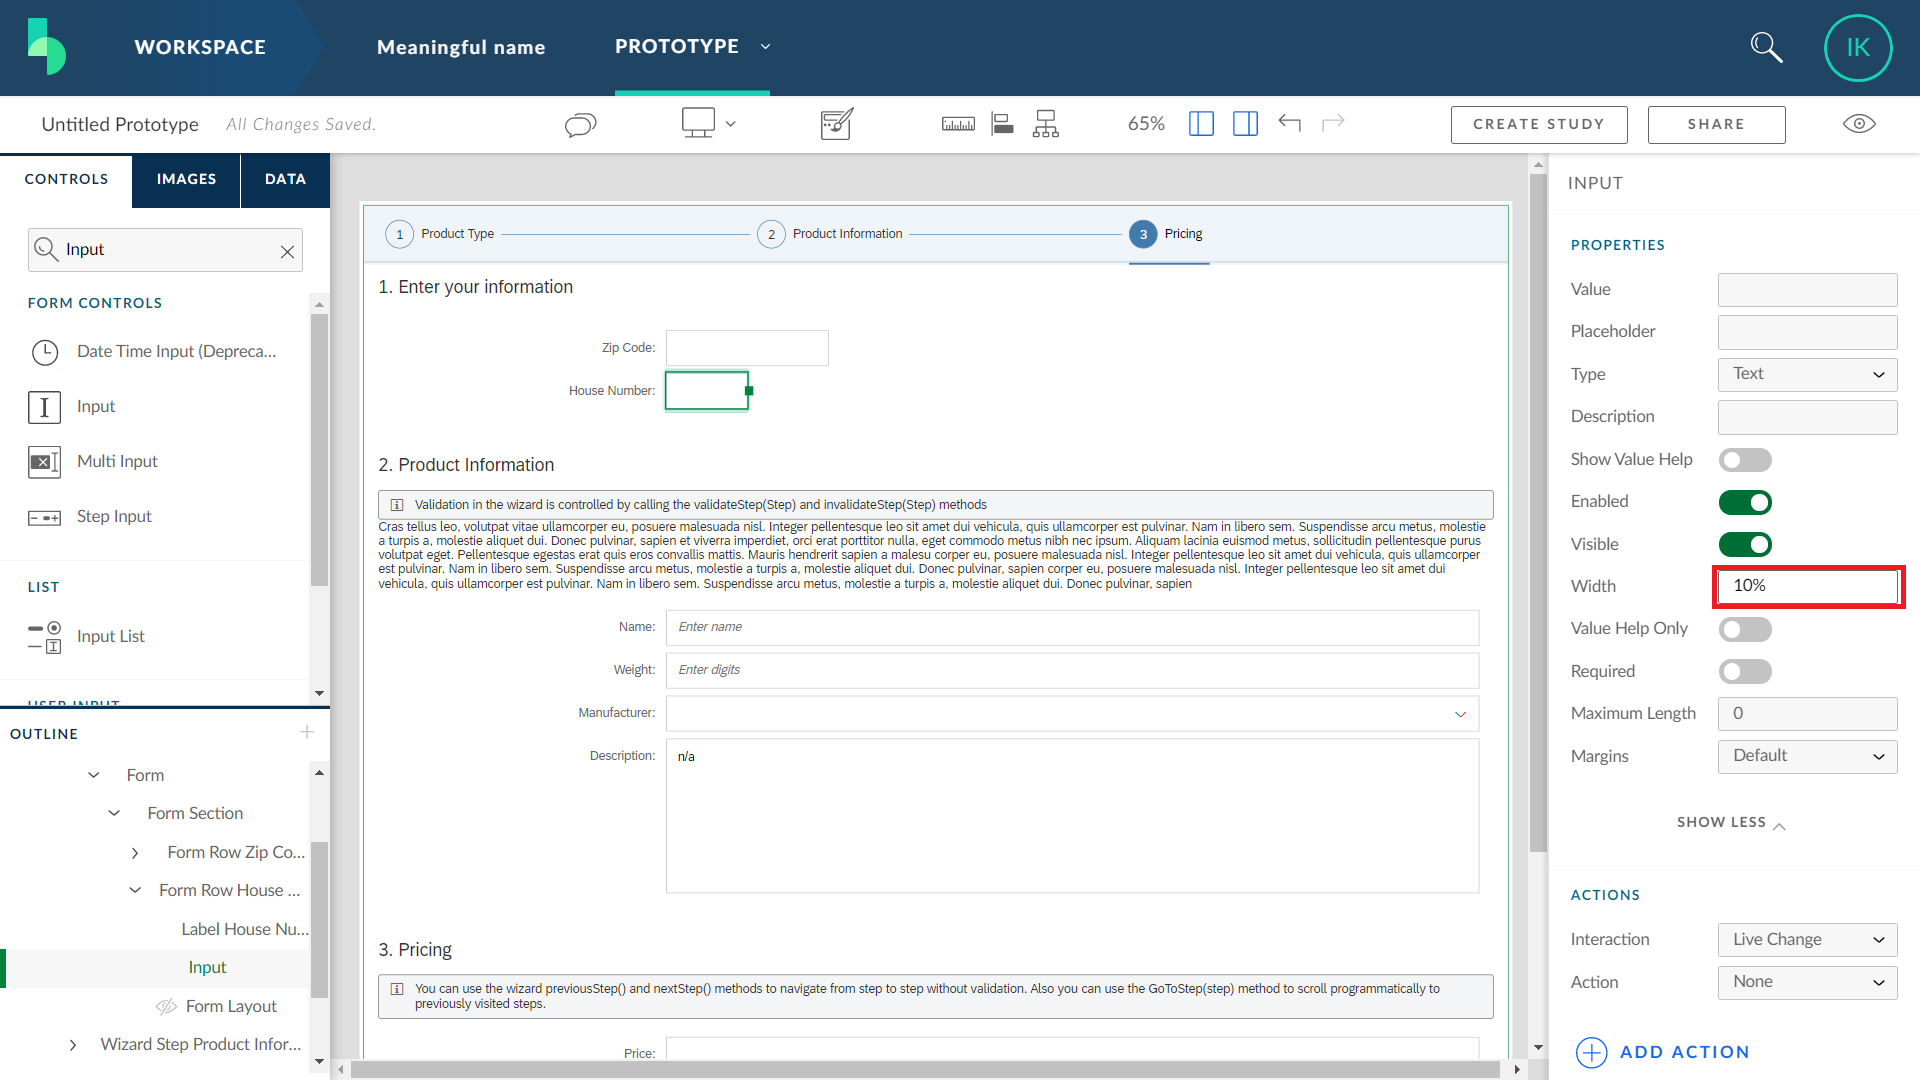 WORKSPACE
Meaningful name
PROTOTYPE
IK
Untitled Prototype
All Changes Saved.
65%
CREATE STUDY
SHARE
CONTROLS
IMAGES
DATA
Input
FORM CONTROLS
Date Time Input (Depreca...
Input
Multi Input
Step Input
LIST
Input List
USER INPUT
OUTLINE
Form
Form Section
Form Row Zip Co...
Form Row House ...
Label House Nu...
Input
Form Layout
Wizard Step Product Infor...
1 Product Type
2 Product Information
3 Pricing
1. Enter your information
Zip Code:
House Number:
2. Product Information
Validation in the wizard is controlled by calling the validateStep(Step) and invalidateStep(Step) methods
Cras tellus leo, volutpat vitae ullamcorper eu, posuere malesuada nisl. Integer pellentesque leo sit amet dui vehicula, quis ullamcorper est pulvinar. Nam in libero sem. Suspendisse arcu metus, molestie
a turpis a, molestie aliquet dui. Donec pulvinar, sapien et viverra imperdiet, orci erat porttitor nulla, eget commodo metus nibh nec ipsum. Aliquam lacinia euismod metus, sollicitudin pellentesque purus
volutpat eget. Pellentesque egestas erat quis eros convallis mattis. Mauris hendrerit sapien a malesu corper eu, posuere malesuada nisl. Integer pellentesque leo sit amet dui vehicula, quis ullamcorper
est pulvinar. Nam in libero sem. Suspendisse arcu metus, molestie a turpis a, molestie aliquet dui. Donec pulvinar, sapien corper eu, posuere malesuada nisl. Integer pellentesque leo sit amet dui
vehicula, quis ullamcorper est pulvinar. Nam in libero sem. Suspendisse arcu metus, molestie a turpis a, molestie aliquet dui. Donec pulvinar, sapien
Name: Enter name
Weight: Enter digits
Manufacturer:
Description: n/a
3. Pricing
You can use the wizard previousStep() and nextStep() methods to navigate from step to step without validation. Also you can use the GoToStep(step) method to scroll programmatically to
previously visited steps.
Price:
INPUT
PROPERTIES
Value
Placeholder
Type Text
Description
Show Value Help
Enabled
Visible
Width 10%
Value Help Only
Required
Maximum Length 0
Margins Default
SHOW LESS
ACTIONS
Interaction Live Change
Action None
ADD ACTION